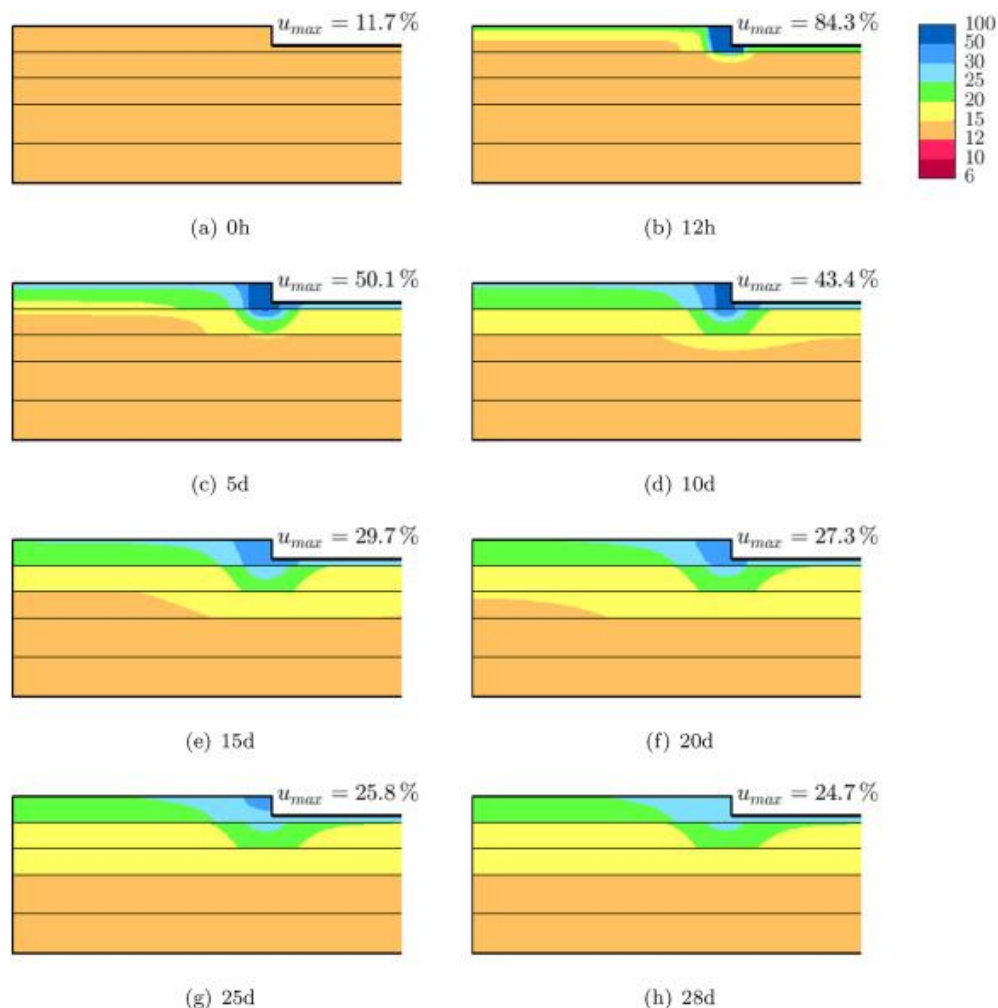 u_max = 11.7 %
u_max = 84.3 %
100
50
30
25
20
15
12
10
6
(a) 0h
(b) 12h
u_max = 50.1 %
u_max = 43.4 %
(c) 5d
(d) 10d
u_max = 29.7 %
u_max = 27.3 %
(e) 15d
(f) 20d
u_max = 25.8 %
u_max = 24.7 %
(g) 25d
(h) 28d